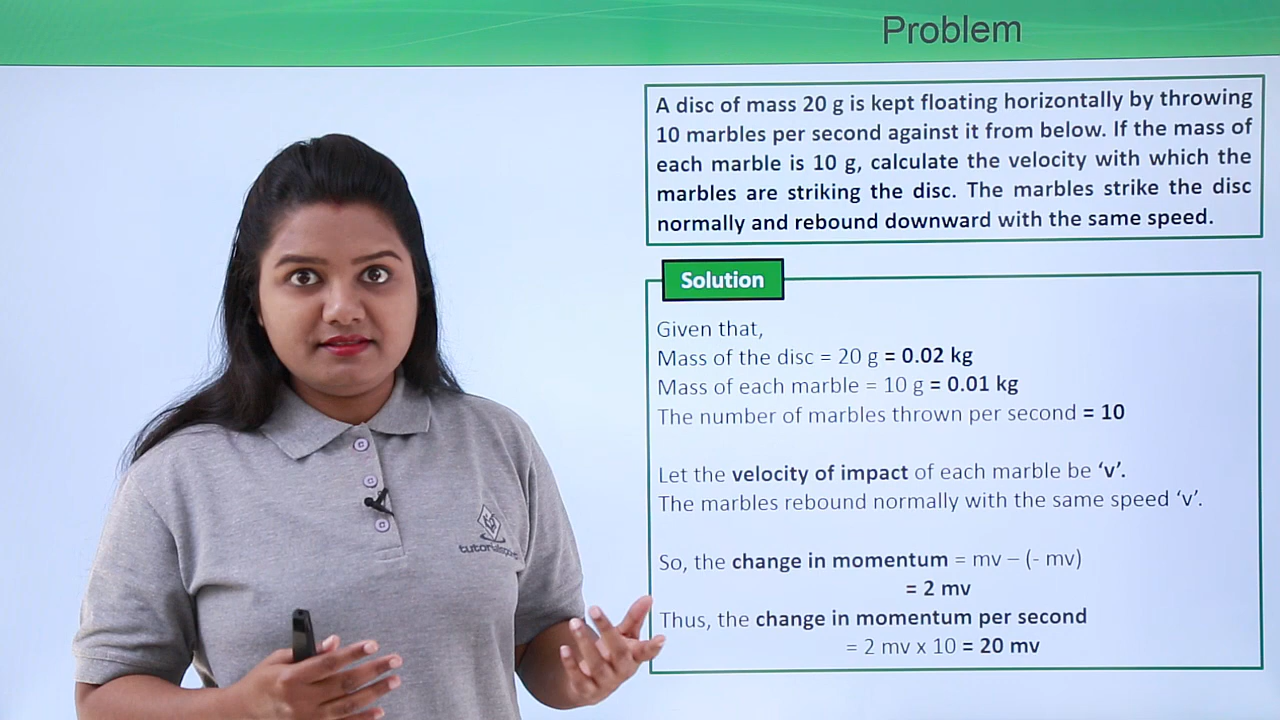 Problem
A disc of mass 20 g is kept floating horizontally by throwing
10 marbles per second against it from below. If the mass of
each marble is 10 g, calculate the velocity with which the
marbles are striking the disc. The marbles strike the disc
normally and rebound downward with the same speed.
Solution
Given that,
Mass of the disc = 20 g = 0.02 kg
Mass of each marble = 10 g = 0.01 kg
The number of marbles thrown per second = 10
Let the velocity of impact of each marble be ‘v’.
The marbles rebound normally with the same speed ‘v’.
So, the change in momentum = mv – (- mv)
= 2 mv
Thus, the change in momentum per second
= 2 mv x 10 = 20 mv